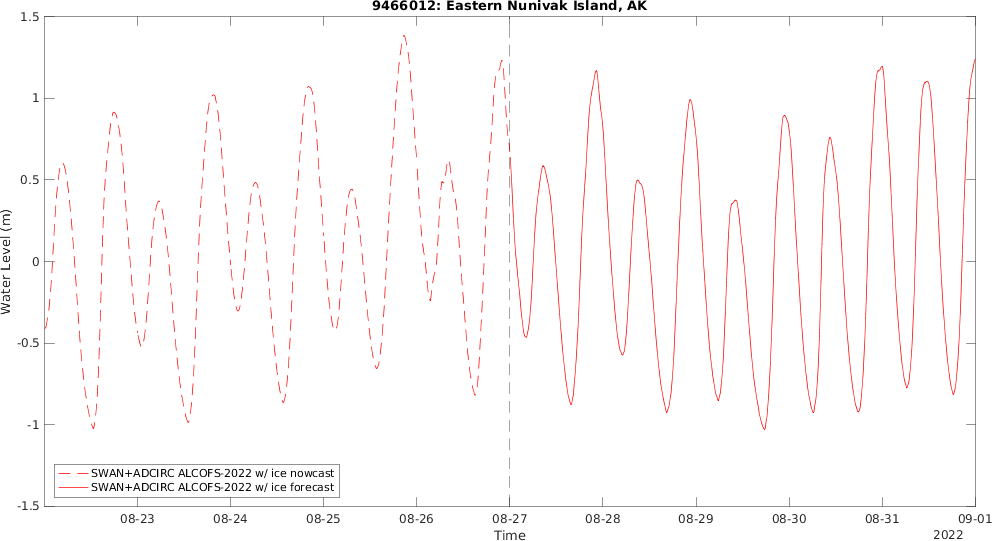 9466012: Eastern Nunivak Island, AK
1.5
1
0.5
0
-0.5
-1
-1.5
Water Level (m)
SWAN+ADCIRC ALCOFS-2022 w/ ice nowcast
SWAN+ADCIRC ALCOFS-2022 w/ ice forecast
08-23 08-24 08-25 08-26 08-27 08-28 08-29 08-30 08-31 09-01
Time
2022